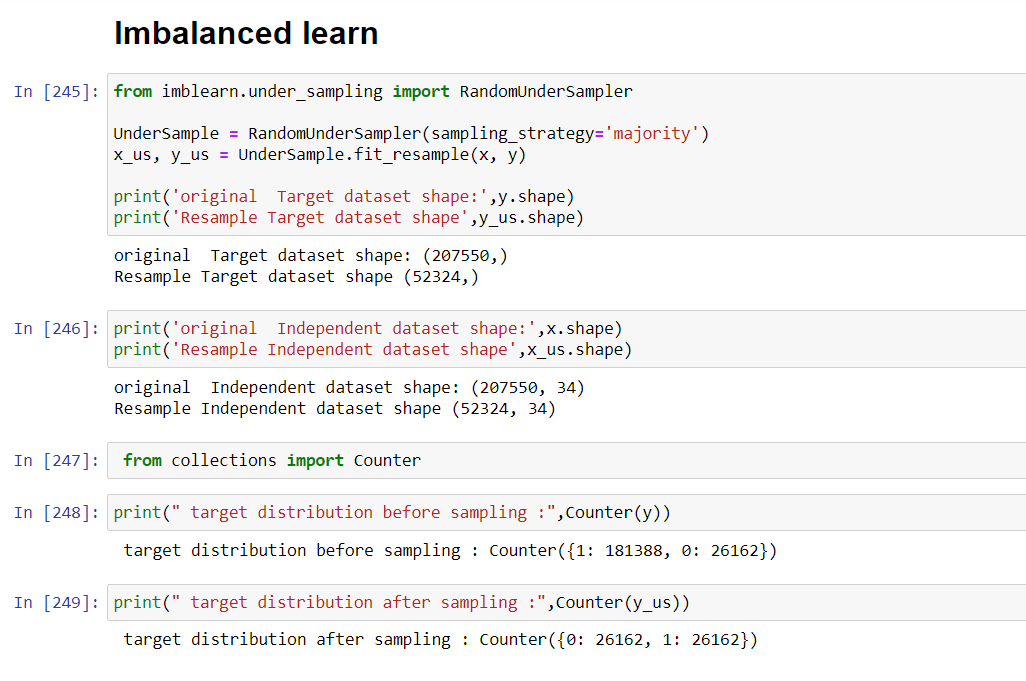 Imbalanced learn
In [245]: from imblearn.under_sampling import RandomUnderSampler
UnderSample = RandomUnderSampler(sampling_strategy='majority')
x_us, y_us = UnderSample.fit_resample(x, y)
print('original  Target dataset shape:',y.shape)
print('Resample Target dataset shape',y_us.shape)
original  Target dataset shape: (207550,)
Resample Target dataset shape (52324,)
In [246]: print('original  Independent dataset shape:',x.shape)
print('Resample Independent dataset shape',x_us.shape)
original  Independent dataset shape: (207550, 34)
Resample Independent dataset shape (52324, 34)
In [247]: from collections import Counter
In [248]: print(" target distribution before sampling :",Counter(y))
target distribution before sampling : Counter({1: 181388, 0: 26162})
In [249]: print(" target distribution after sampling :",Counter(y_us))
target distribution after sampling : Counter({0: 26162, 1: 26162})